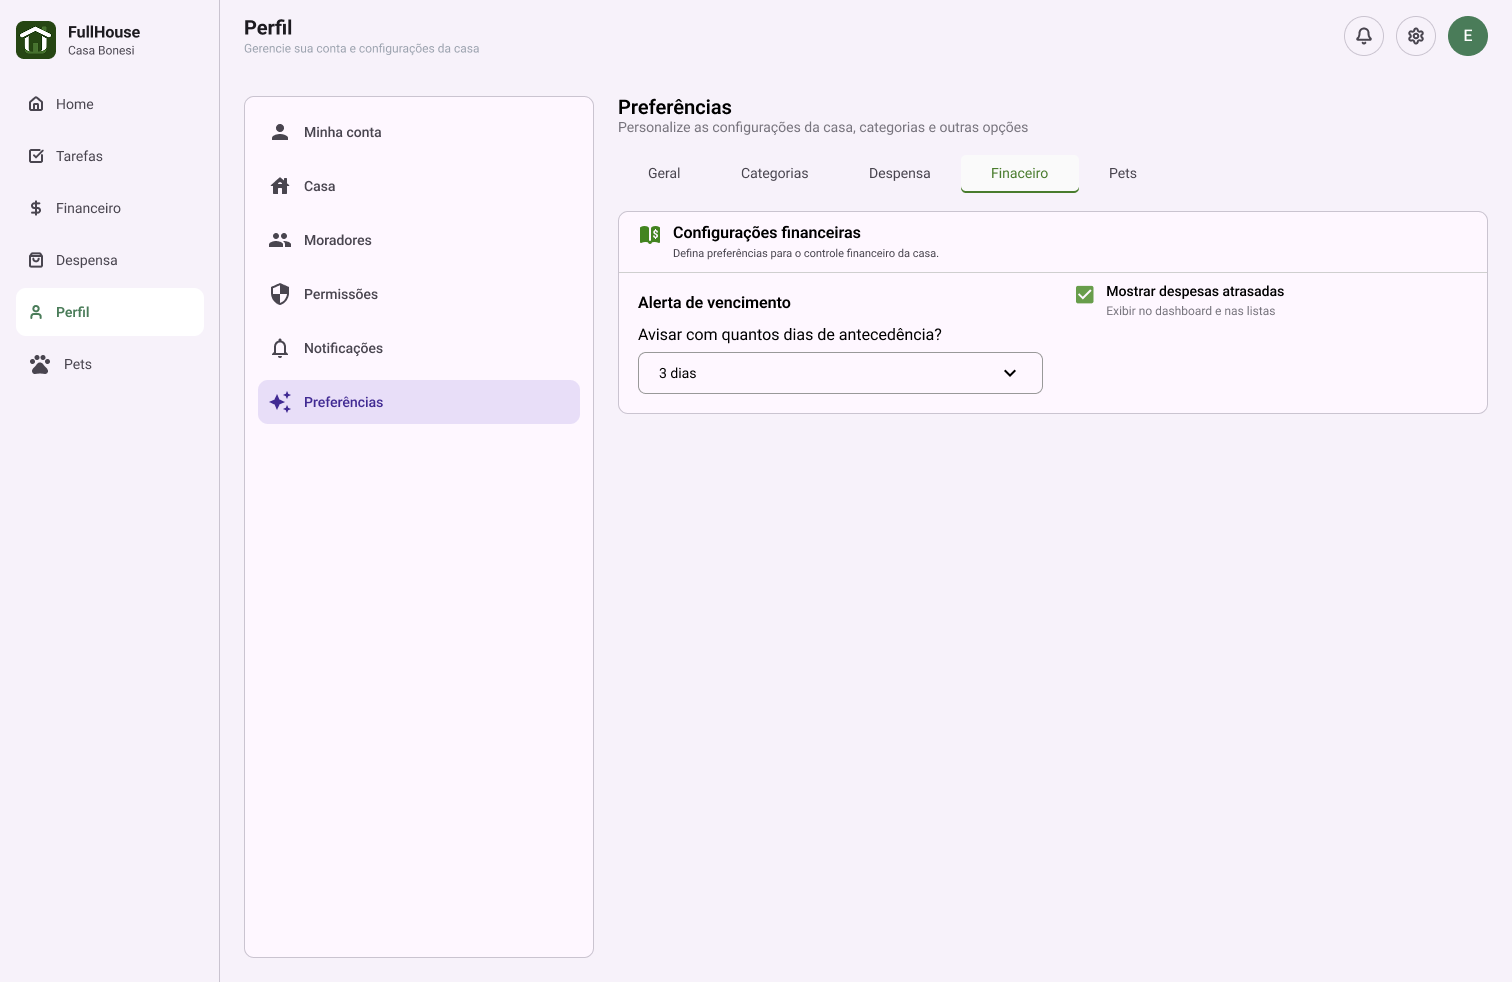 FullHouse
Casa Bonesi
Home
Tarefas
Financeiro
Despensa
Perfil
Pets
Perfil
Gerencie sua conta e configurações da casa
E
Minha conta
Casa
Moradores
Permissões
Notificações
Preferências
Preferências
Personalize as configurações da casa, categorias e outras opções
Geral
Categorias
Despensa
Finaceiro
Pets
Configurações financeiras
Defina preferências para o controle financeiro da casa.
Alerta de vencimento
Avisar com quantos dias de antecedência?
3 dias
Mostrar despesas atrasadas
Exibir no dashboard e nas listas